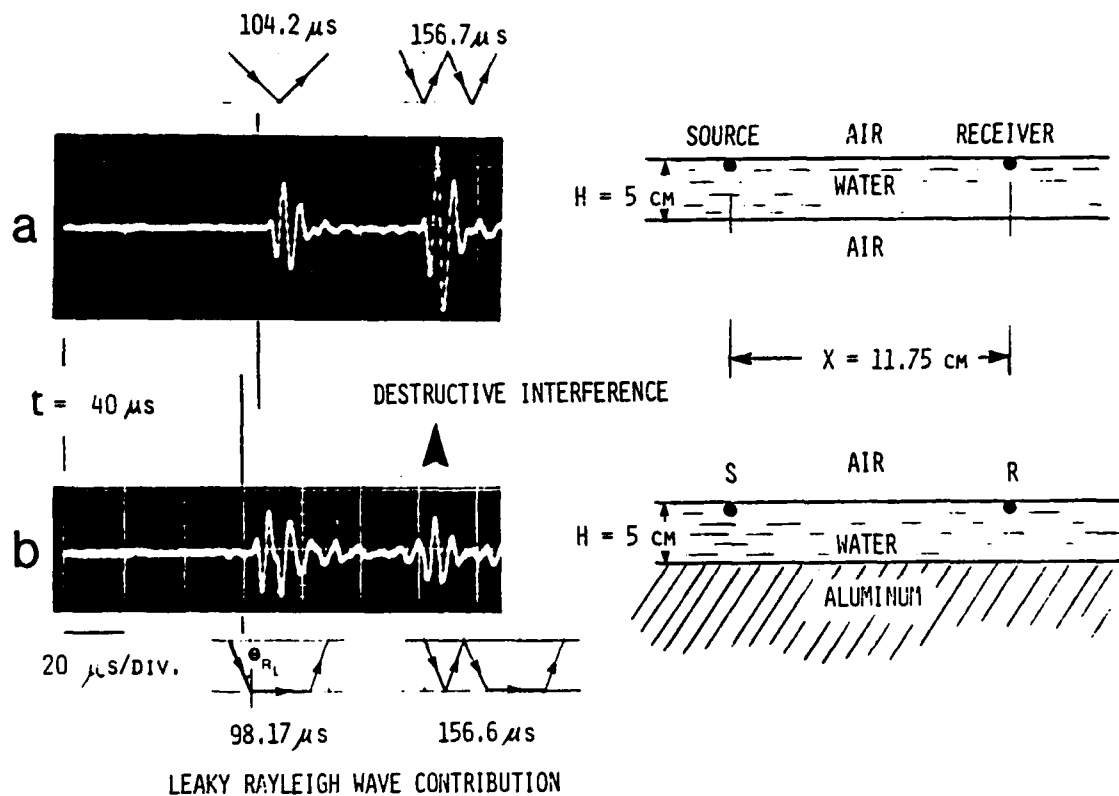 104.2 μs
156.7 μs
a
SOURCE AIR RECEIVER
WATER
H = 5 CM
AIR
X = 11.75 CM
t = 40 μs
DESTRUCTIVE INTERFERENCE
b
S AIR R
H = 5 CM
WATER
ALUMINUM
20 μS/DIV.
Θ RL
98.17 μs
156.6 μs
LEAKY RAYLEIGH WAVE CONTRIBUTION